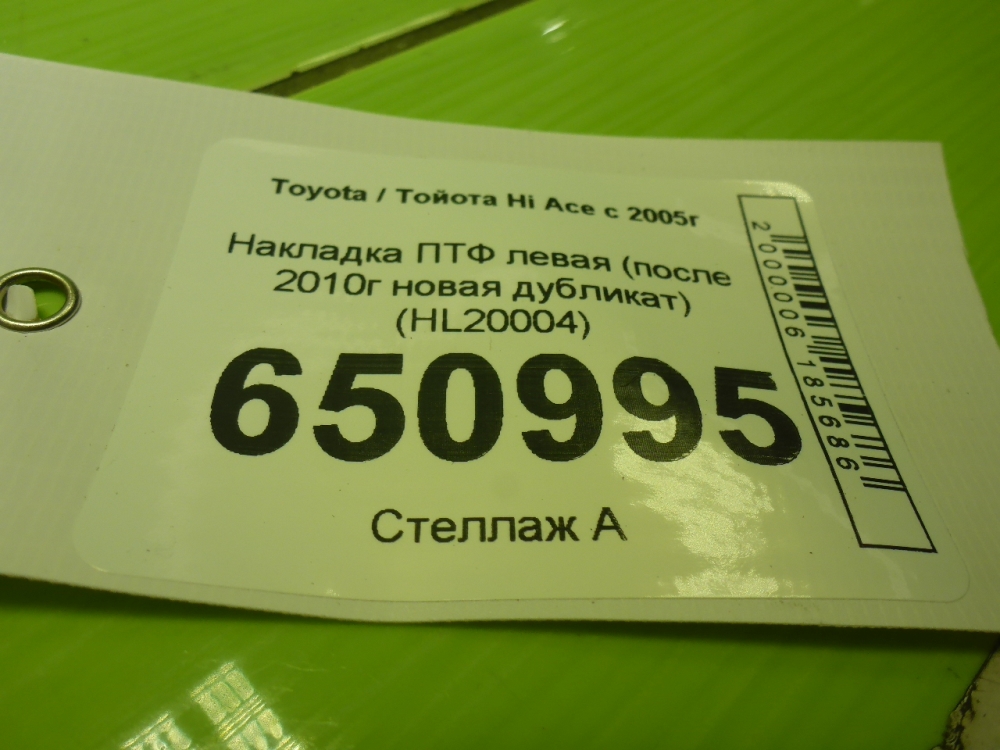 Toyota / Тойота Hi Ace с 2005г
Накладка ПТФ левая (после
2010г новая дубликат)
(HL20004)
650995
Стеллаж А
2000006185686